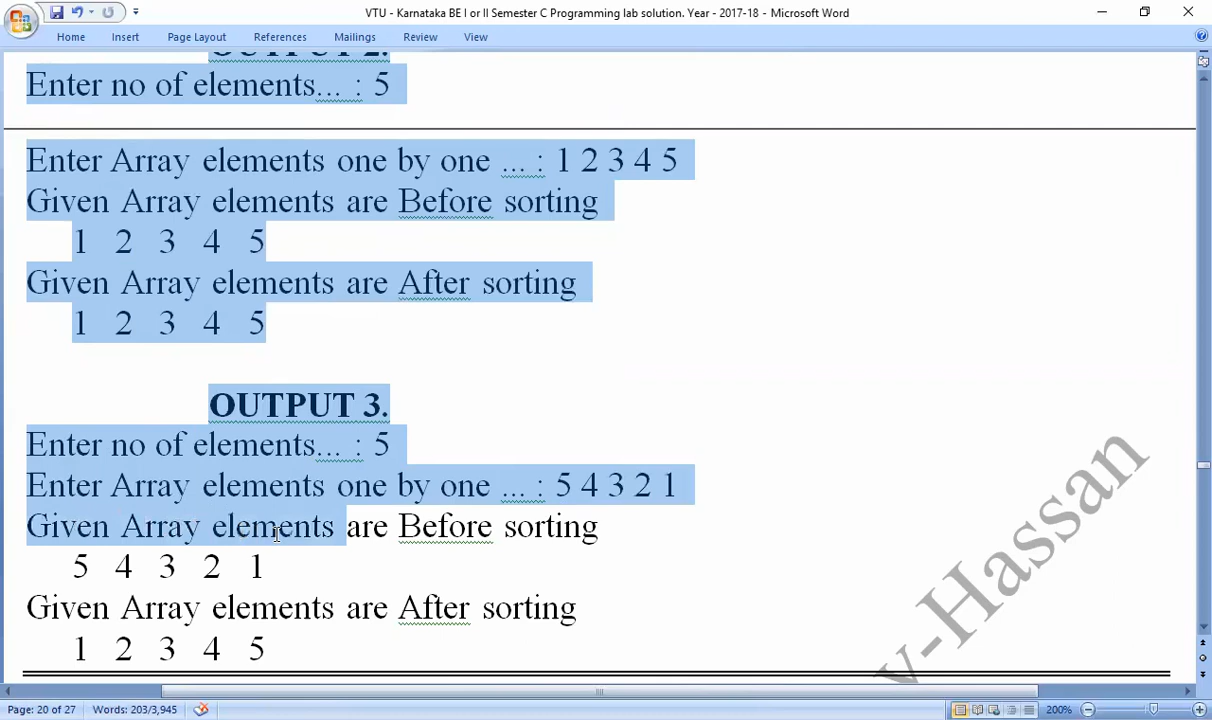 VTU - Karnataka BE I or II Semester C Programming lab solution. Year - 2017-18 - Microsoft Word
Home Insert Page Layout References Mailings Review View
Enter no of elements... : 5
Enter Array elements one by one ... : 1 2 3 4 5
Given Array elements are Before sorting
1 2 3 4 5
Given Array elements are After sorting
1 2 3 4 5
OUTPUT 3.
Enter no of elements... : 5
Enter Array elements one by one ... : 5 4 3 2 1
Given Array elements are Before sorting
5 4 3 2 1
Given Array elements are After sorting
1 2 3 4 5
v-Hassan
Page: 20 of 27 Words: 203/3,945 200%